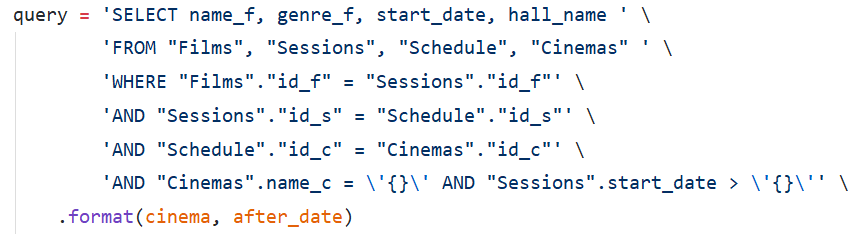 query = 'SELECT name_f, genre_f, start_date, hall_name ' \
'FROM "Films", "Sessions", "Schedule", "Cinemas" ' \
'WHERE "Films"."id_f" = "Sessions"."id_f"' \
'AND "Sessions"."id_s" = "Schedule"."id_s"' \
'AND "Schedule"."id_c" = "Cinemas"."id_c"' \
'AND "Cinemas".name_c = \'{}\' AND "Sessions".start_date > \'{}\'' \
.format(cinema, after_date)